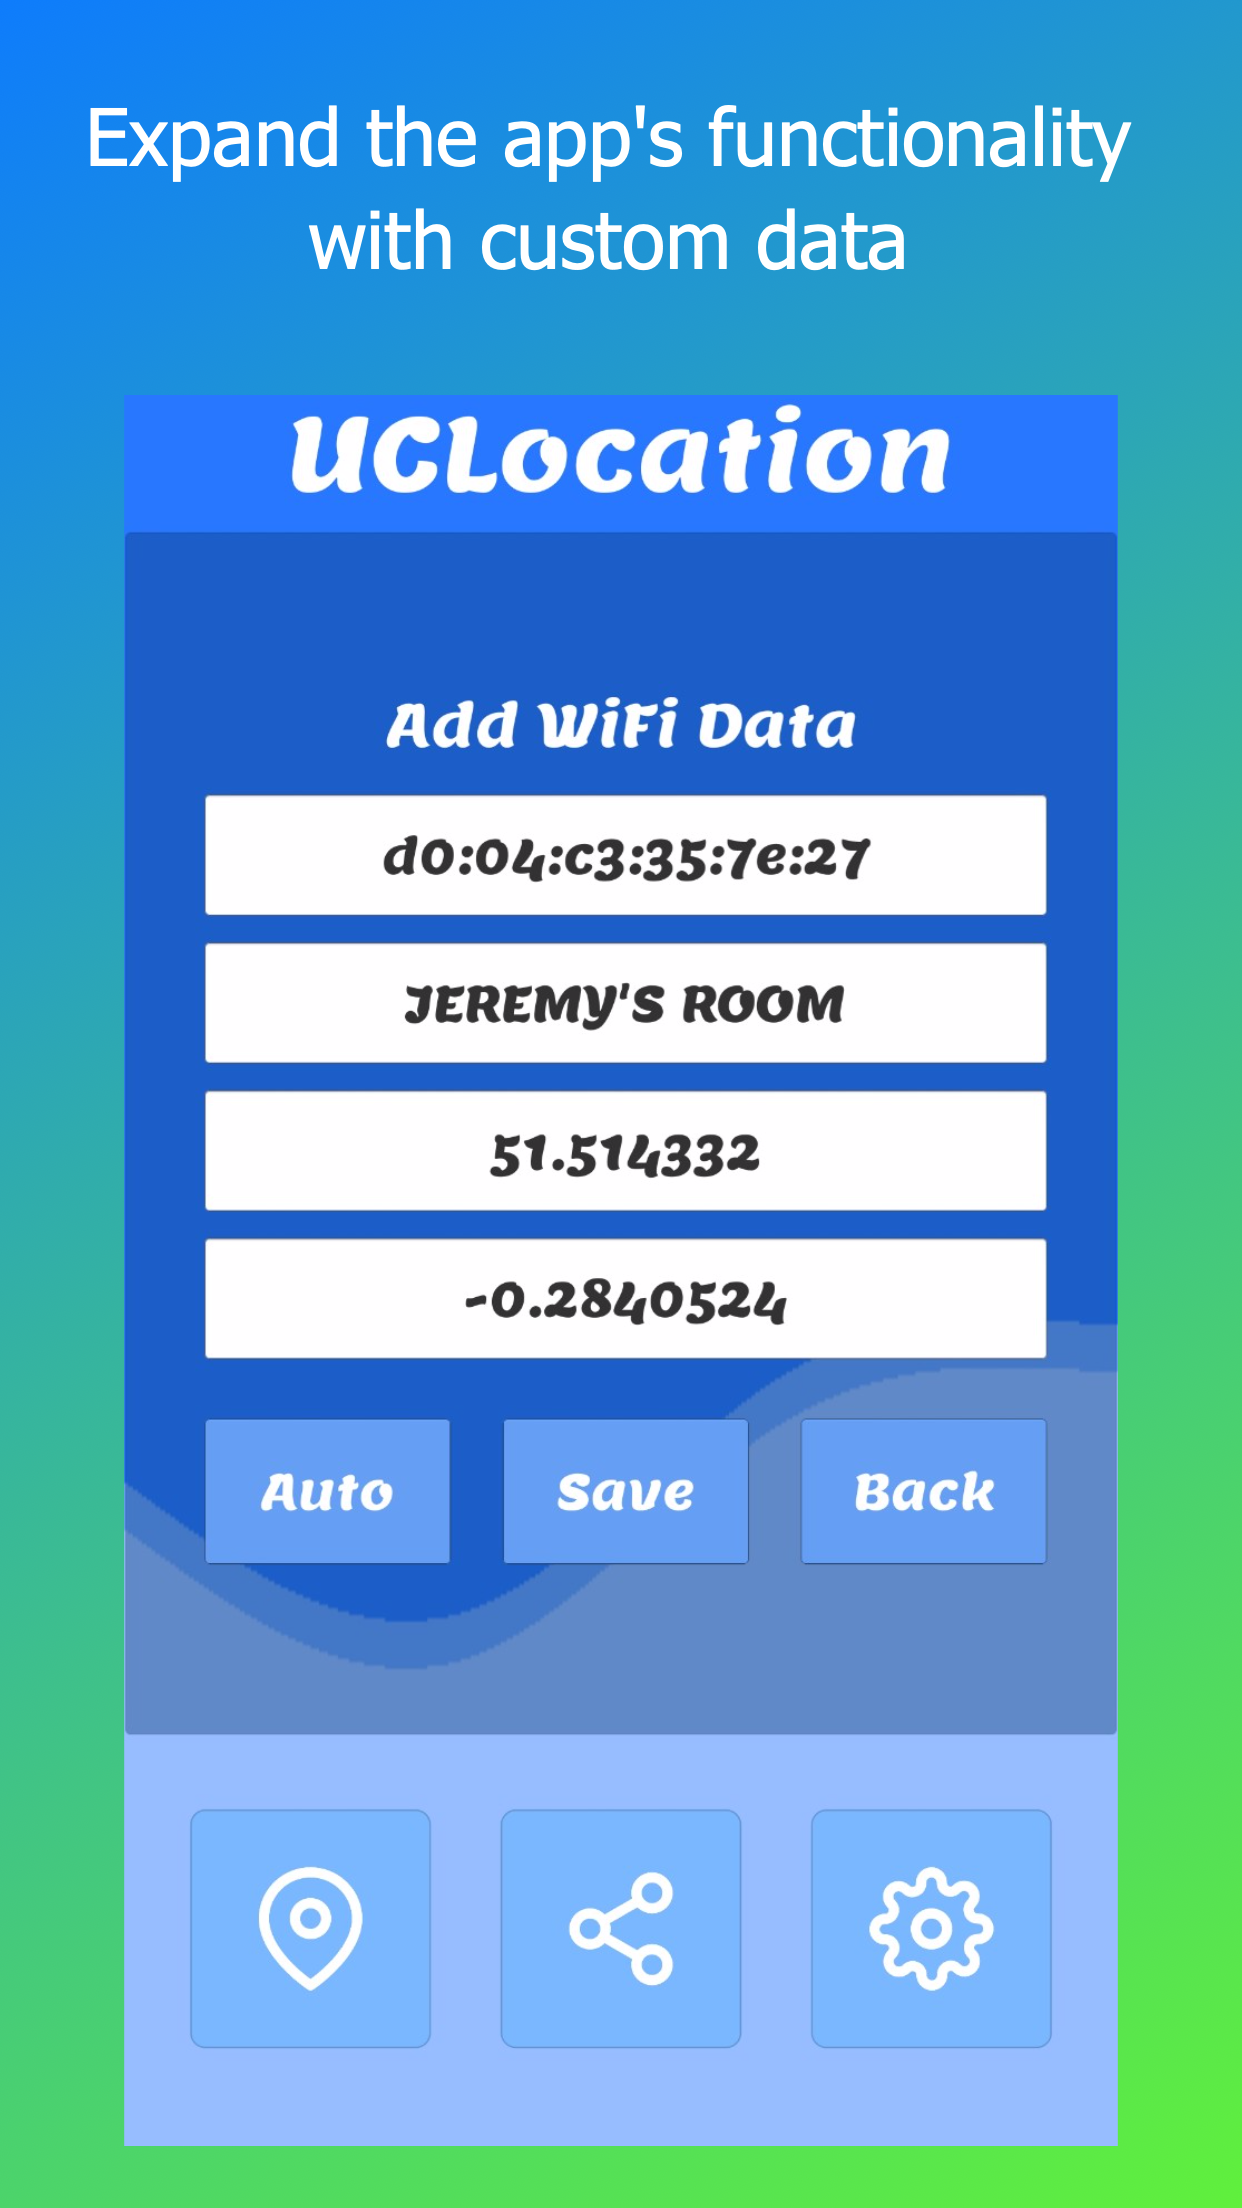 Expand the app's functionality
with custom data
UCLocation
Add WiFi Data
d0:04:c3:35:7e:27
JEREMY'S ROOM
51.514332
-0.2840524
Auto Save Back